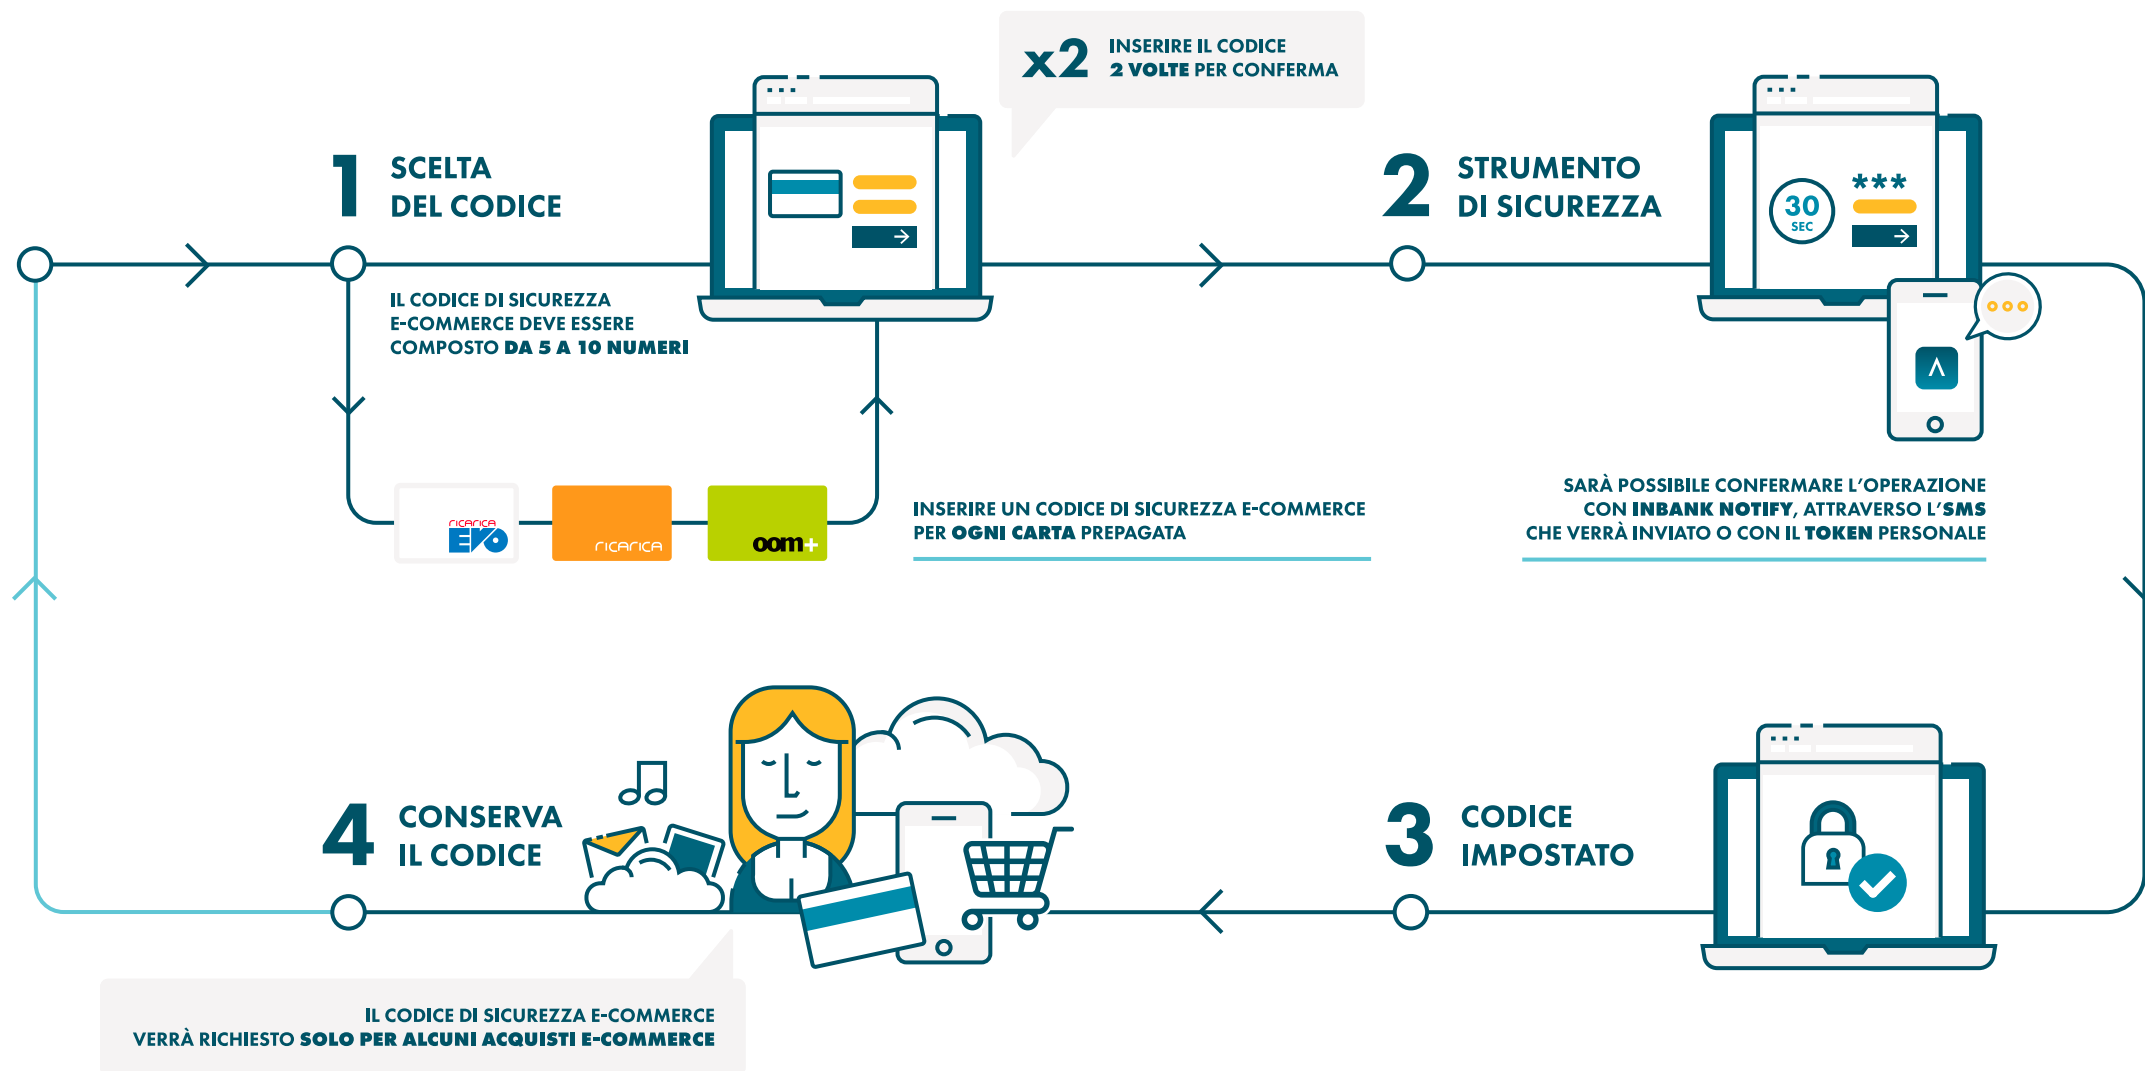 x2
INSERIRE IL CODICE
2 VOLTE PER CONFERMA
1
SCELTA
DEL CODICE
IL CODICE DI SICUREZZA
E-COMMERCE DEVE ESSERE
COMPOSTO DA 5 A 10 NUMERI
ricarica
EVO
ricarica
oom+
INSERIRE UN CODICE DI SICUREZZA E-COMMERCE
PER OGNI CARTA PREPAGATA
2
STRUMENTO
DI SICUREZZA
30
SEC
***
SARÀ POSSIBILE CONFERMARE L'OPERAZIONE
CON INBANK NOTIFY, ATTRAVERSO L'SMS
CHE VERRÀ INVIATO O CON IL TOKEN PERSONALE
3
CODICE
IMPOSTATO
4
CONSERVA
IL CODICE
IL CODICE DI SICUREZZA E-COMMERCE
VERRÀ RICHIESTO SOLO PER ALCUNI ACQUISTI E-COMMERCE